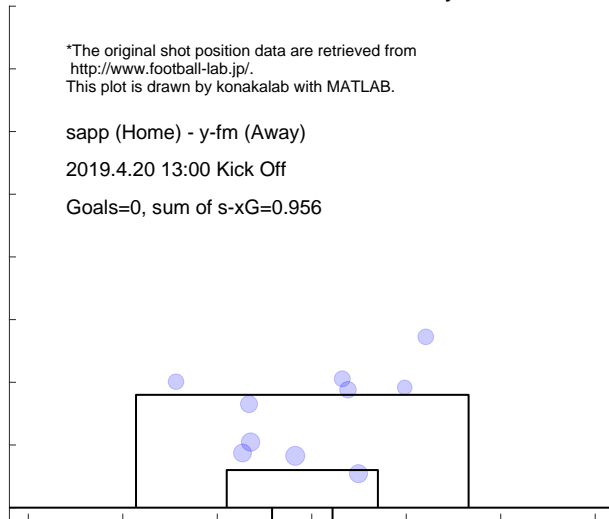 *The original shot position data are retrieved from
http://www.football-lab.jp/.
This plot is drawn by konakalab with MATLAB.
sapp (Home) - y-fm (Away)
2019.4.20 13:00 Kick Off
Goals=0, sum of s-xG=0.956